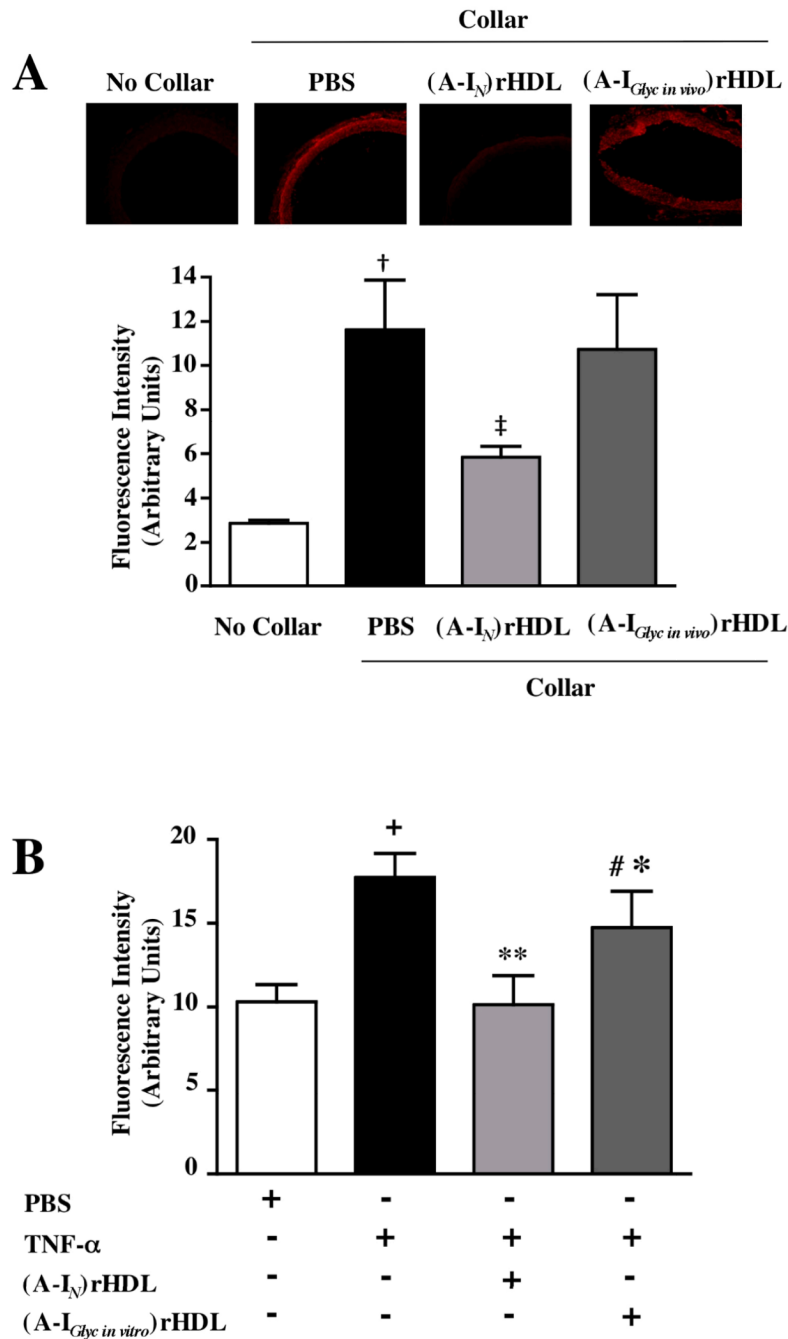 Collar
A
No Collar PBS (A-IN)rHDL (A-IGlyc in vivo)rHDL
14
†
12
10
8
‡
6
4
2
0
Fluorescence Intensity
(Arbitrary Units)
No Collar PBS (A-IN)rHDL (A-IGlyc in vivo)rHDL
Collar
B
20
+
# *
15
**
10
5
0
Fluorescence Intensity
(Arbitrary Units)
PBS + - - -
TNF-α - + + +
(A-IN)rHDL - - + -
(A-IGlyc in vitro)rHDL - - - +